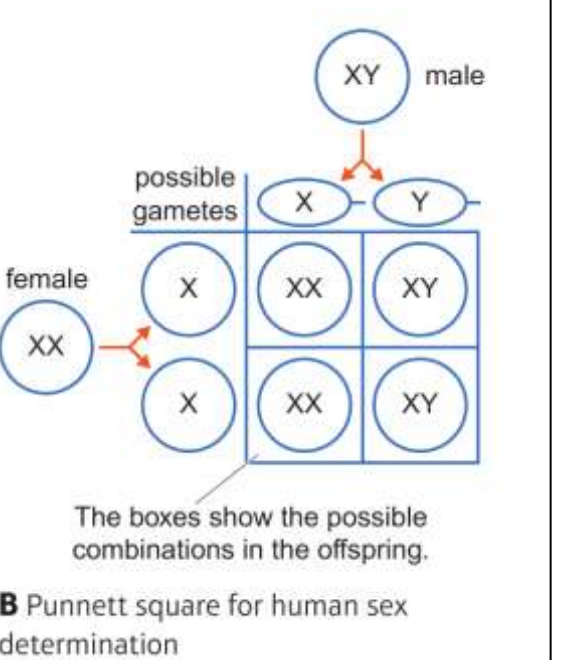 XY male
possible
gametes X Y
female
XX
X XX XY
X XX XY
The boxes show the possible
combinations in the offspring.
B Punnett square for human sex
determination